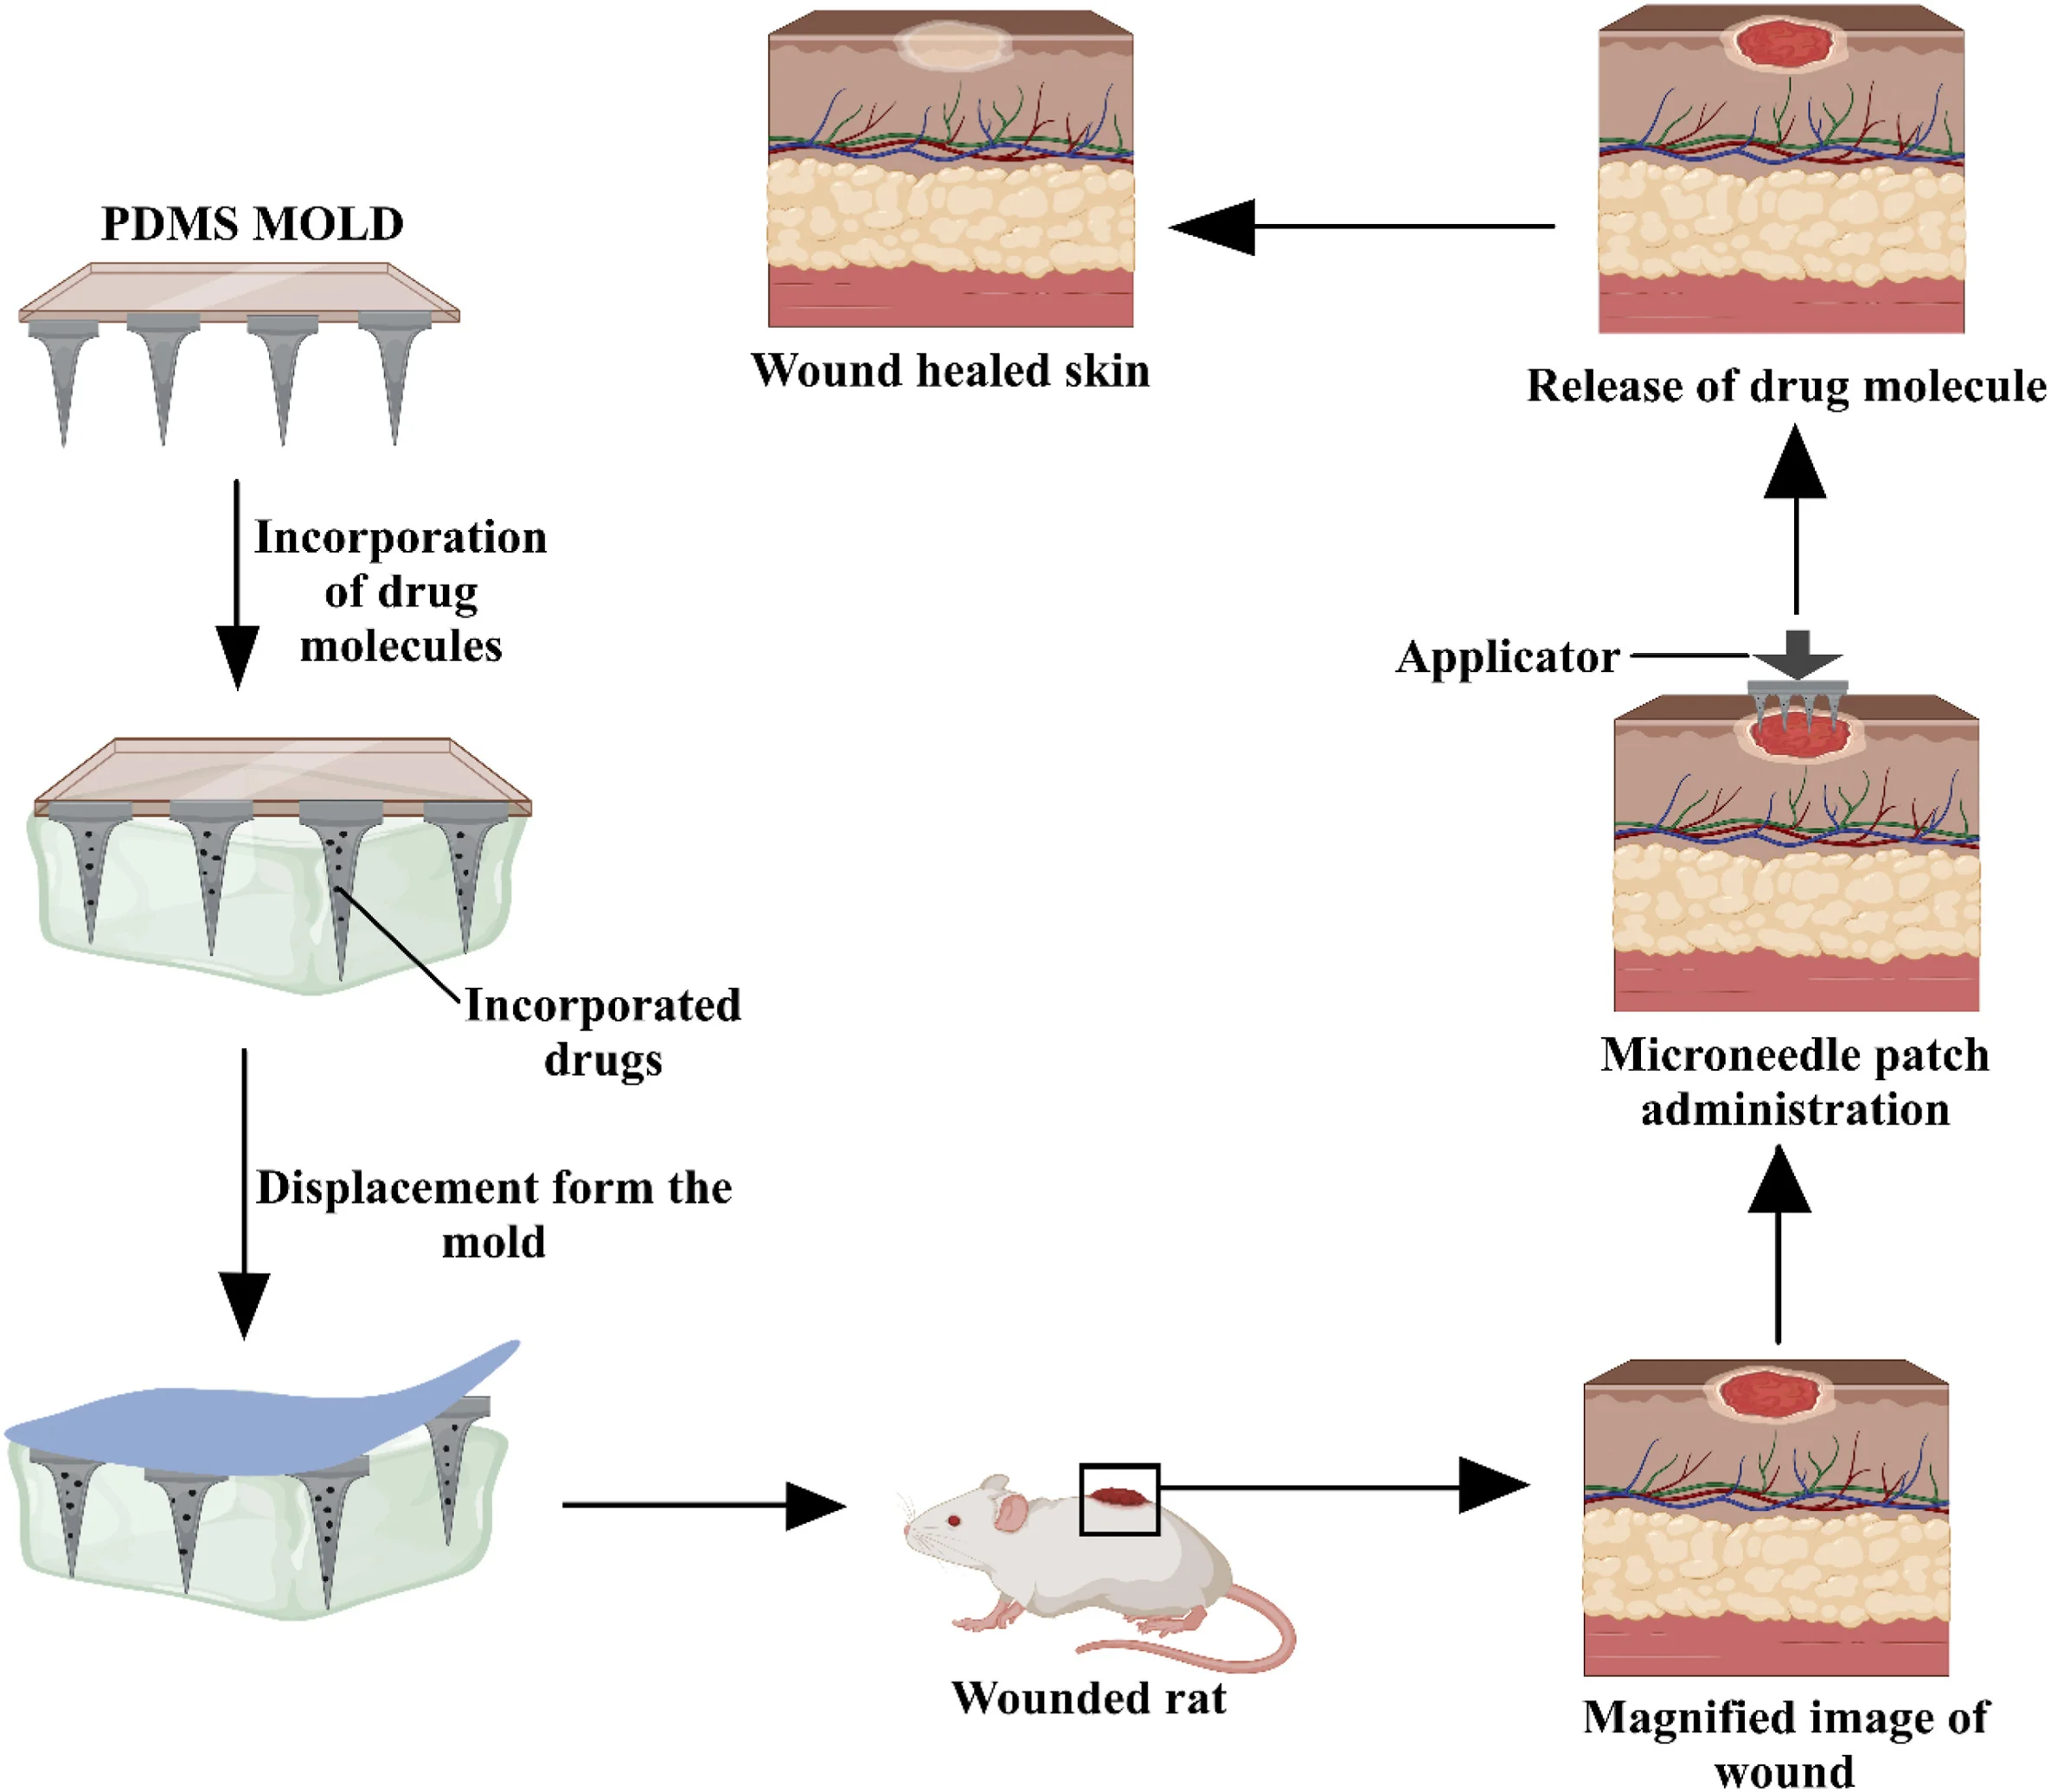 PDMS MOLD
Incorporation
of drug
molecules
Incorporated
drugs
Displacement form the
mold
Wounded rat
Magnified image of
wound
Microneedle patch
administration
Applicator
Release of drug molecule
Wound healed skin